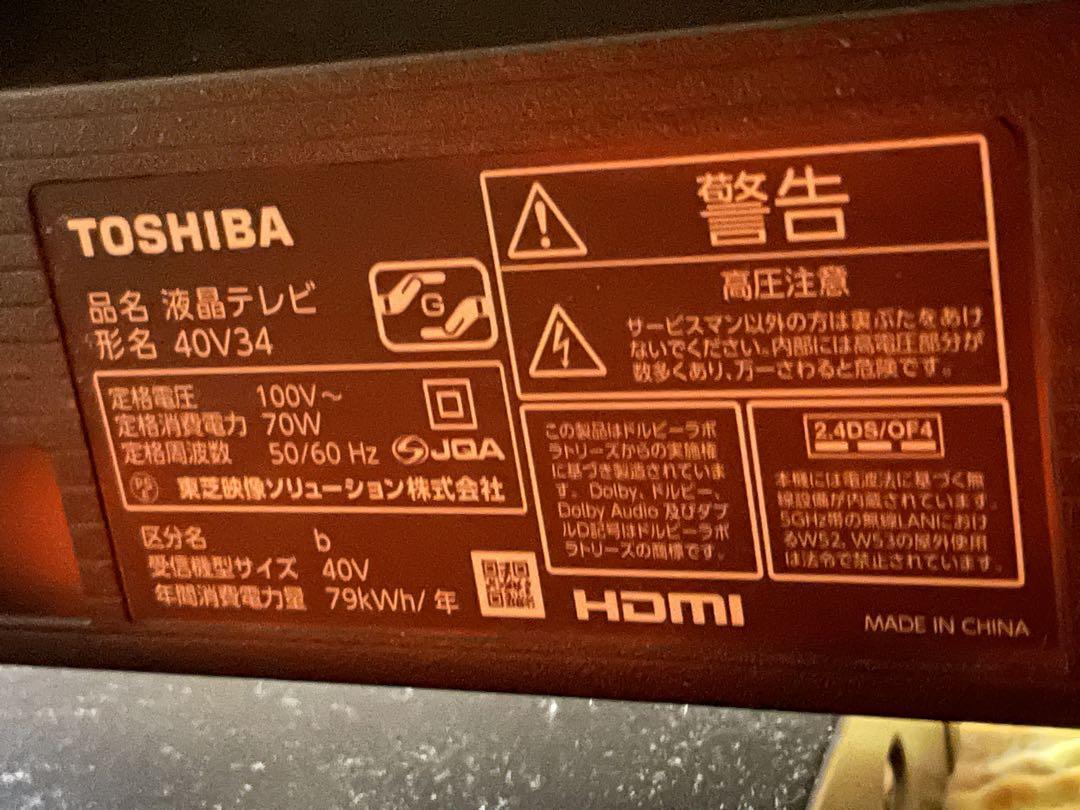 TOSHIBA
品名 液晶テレビ
形名 40V34
G
定格電圧 100V～
定格消費電力 70W
定格周波数 50/60 Hz
JQA
PS
E
東芝映像ソリューション株式会社
区分名 b
受信機型サイズ 40V
年間消費電力量 79kWh/年
警告
高圧注意
サービスマン以外の方は裏ぶたをあけ
ないでください。内部には高電圧部分が
数多くあり、万一さわると危険です。
この製品はドルビーラボ
ラトリーズからの実施権
に基づき製造されていま
す。Dolby、ドルビー、
Dolby Audio 及びダブ
ルD記号はドルビーラボ
ラトリーズの商標です。
2.4DS/OF4
本機には電波法に基づく無
線設備が内蔵されています。
5GHz帯の無線LANにおけ
るW52, W53の屋外使用
は法令で禁止されています。
HDMI
MADE IN CHINA